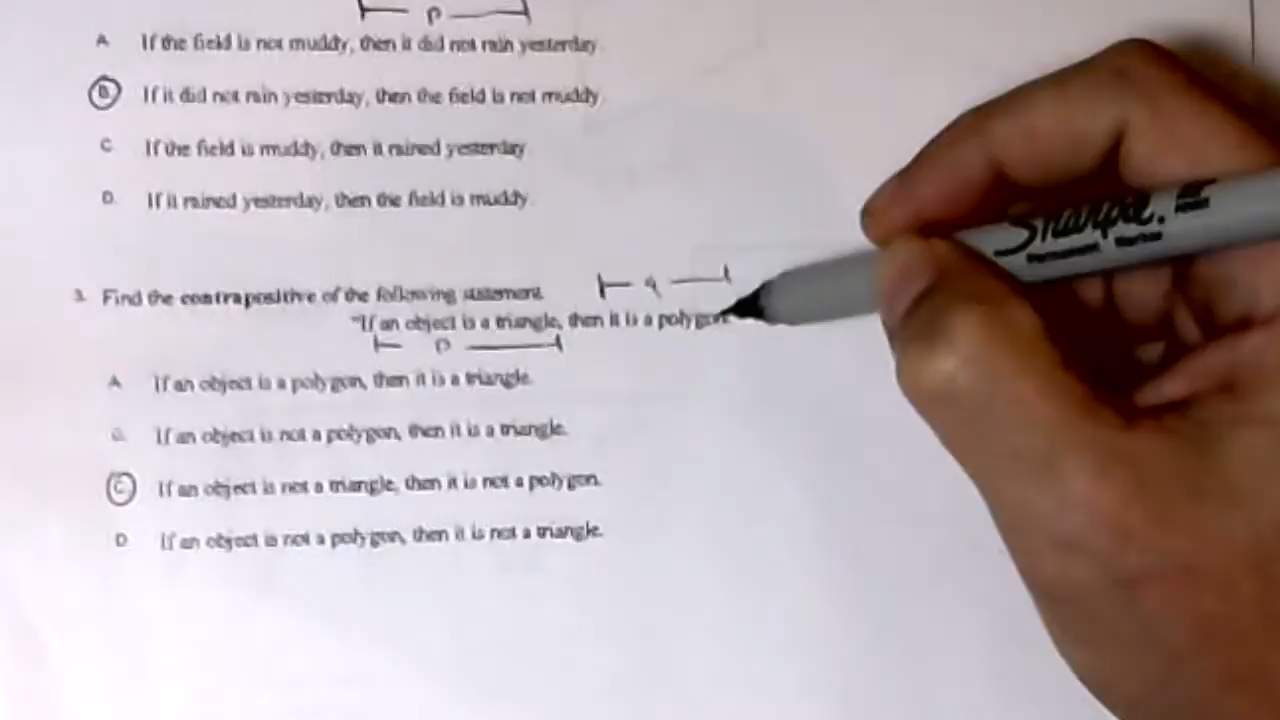 P
A. If the field is not muddy, then it did not rain yesterday
B. If it did not rain yesterday, then the field is not muddy
C. If the field is muddy, then it rained yesterday
D. If it rained yesterday, then the field is muddy
3. Find the contrapositive of the following statement
q
"If an object is a triangle, then it is a polygon
P
A. If an object is a polygon, then it is a triangle.
If an object is not a polygon, then it is a triangle.
C. If an object is not a triangle, then it is not a polygon.
D. If an object is not a polygon, then it is not a triangle.
Sharpie.
Permanent Marker